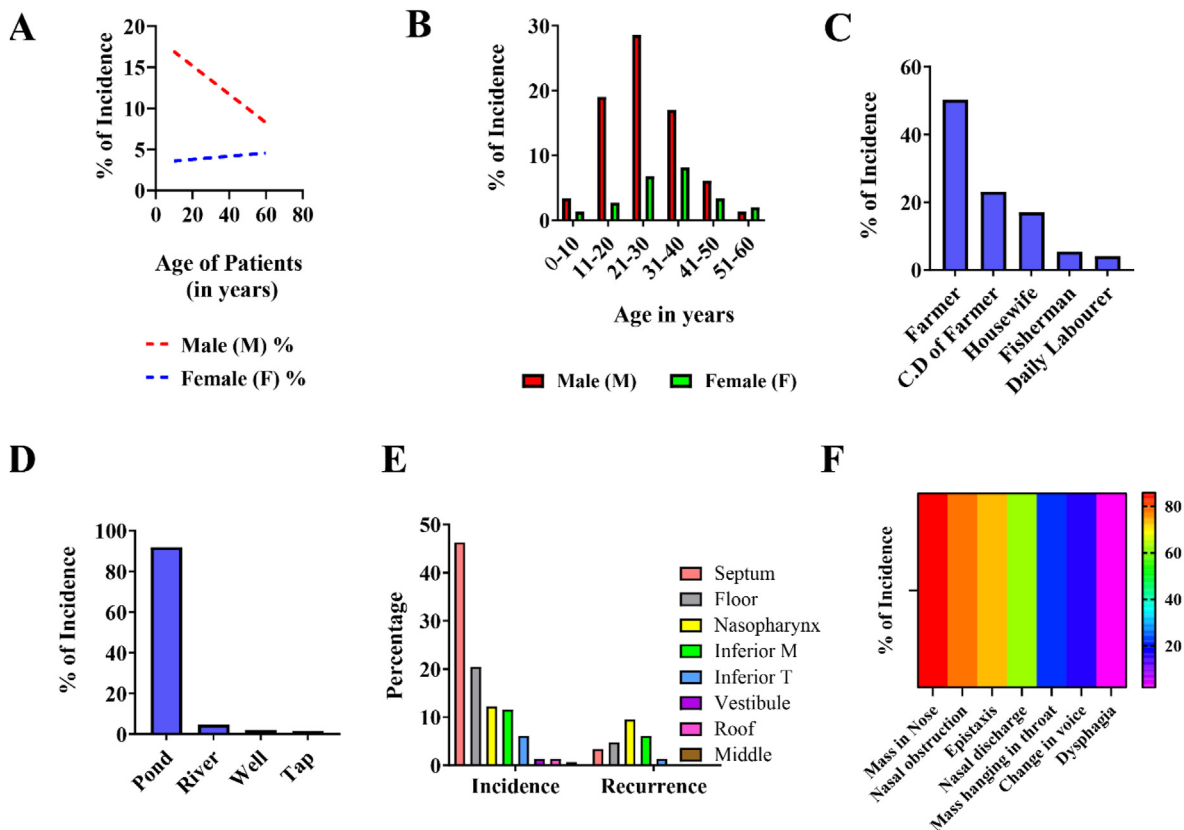 A
% of Incidence
20
15
10
5
0
0 20 40 60 80
Age of Patients
(in years)
Male (M) %
Female (F) %
B
% of Incidence
30
20
10
0
0-10 11-20 21-30 31-40 41-50 51-60
Age in years
Male (M) Female (F)
C
% of Incidence
60
40
20
0
Farmer
C.D of Farmer
Housewife
Fisherman
Daily Labourer
D
% of Incidence
100
80
60
40
20
0
Pond River Well Tap
E
Percentage
50
40
30
20
10
0
Incidence Recurrence
Septum
Floor
Nasopharynx
Inferior M
Inferior T
Vestibule
Roof
Middle
F
% of Incidence
80
60
40
20
Mass in Nose
Nasal obstruction
Epistaxis
Nasal discharge
Mass hanging in throat
Change in voice
Dysphagia